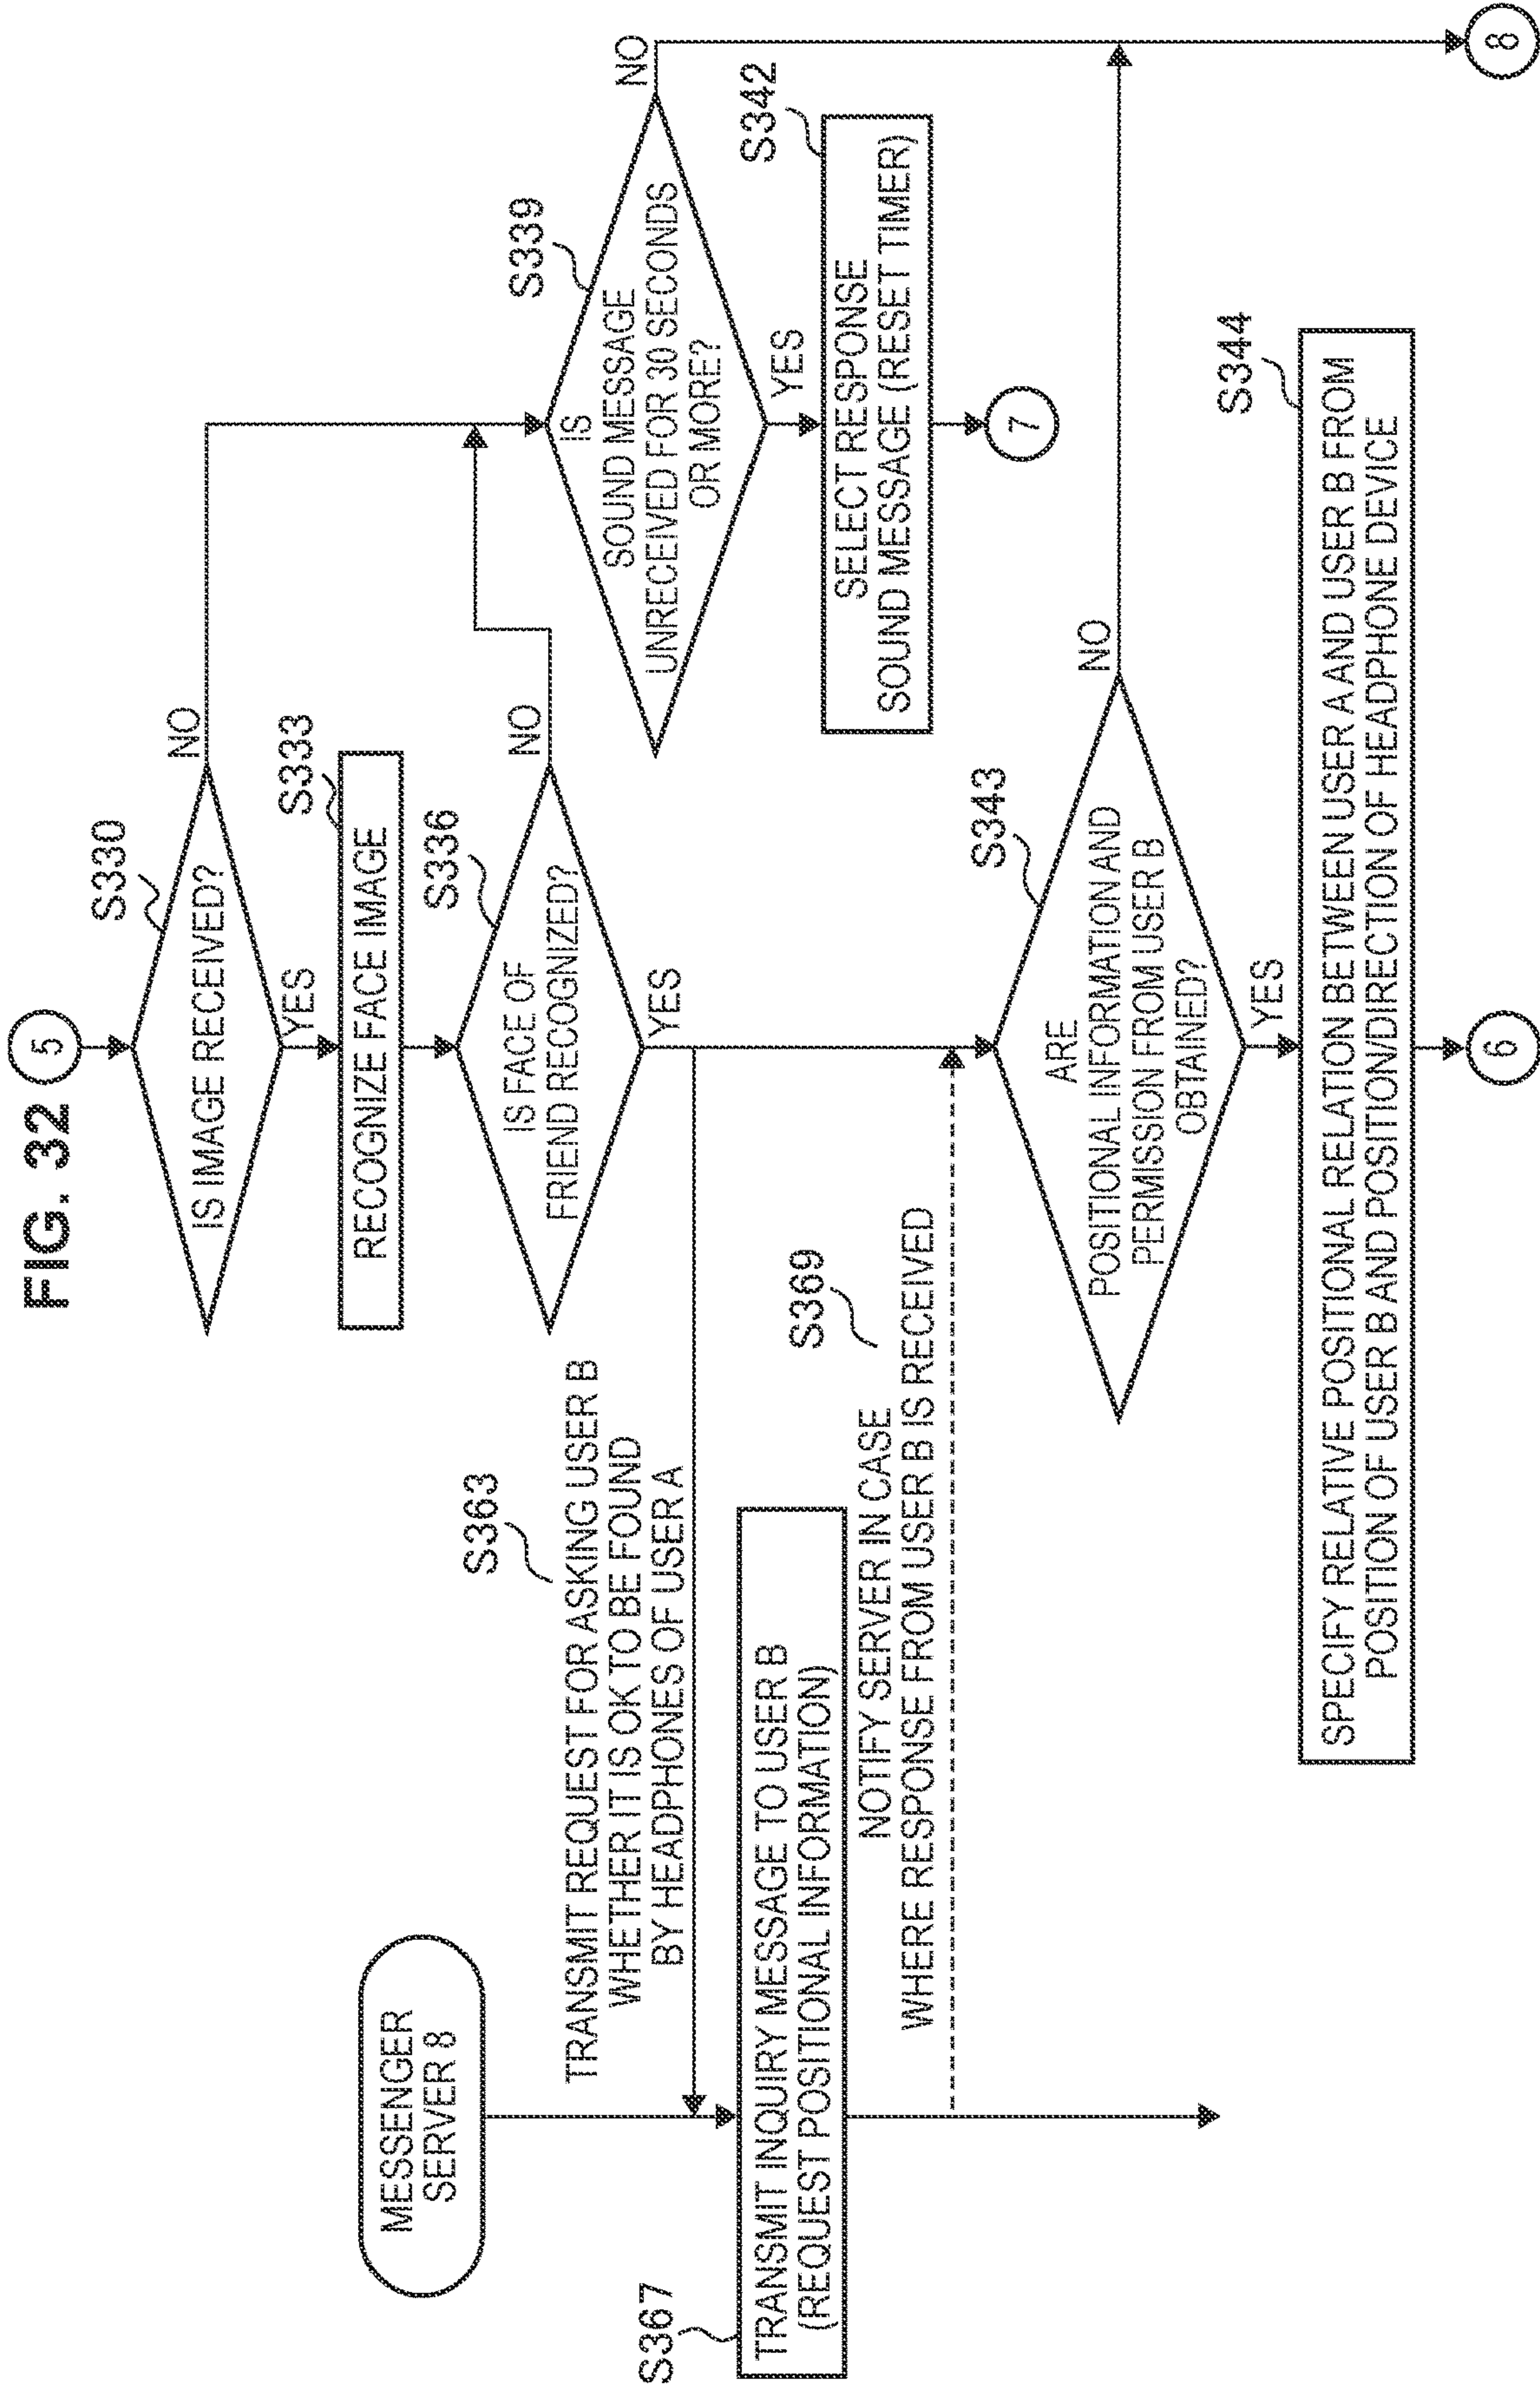 FIG. 32
5
S330
IS IMAGE RECEIVED?
NO
YES
S333
RECOGNIZE FACE IMAGE
S336
IS FACE OF
FRIEND RECOGNIZED?
NO
YES
S339
IS
SOUND MESSAGE
UNRECEIVED FOR 30 SECONDS
OR MORE?
NO
YES
S342
SELECT RESPONSE
SOUND MESSAGE (RESET TIMER)
7
MESSENGER
SERVER 8
S363
TRANSMIT REQUEST FOR ASKING USER B
WHETHER IT IS OK TO BE FOUND
BY HEADPHONES OF USER A
S367
TRANSMIT INQUIRY MESSAGE TO USER B
(REQUEST POSITIONAL INFORMATION)
S369
NOTIFY SERVER IN CASE
WHERE RESPONSE FROM USER B IS RECEIVED
S343
ARE
POSITIONAL INFORMATION AND
PERMISSION FROM USER B
OBTAINED?
NO
YES
S344
SPECIFY RELATIVE POSITIONAL RELATION BETWEEN USER A AND USER B FROM
POSITION OF USER B AND POSITION/DIRECTION OF HEADPHONE DEVICE
6
8